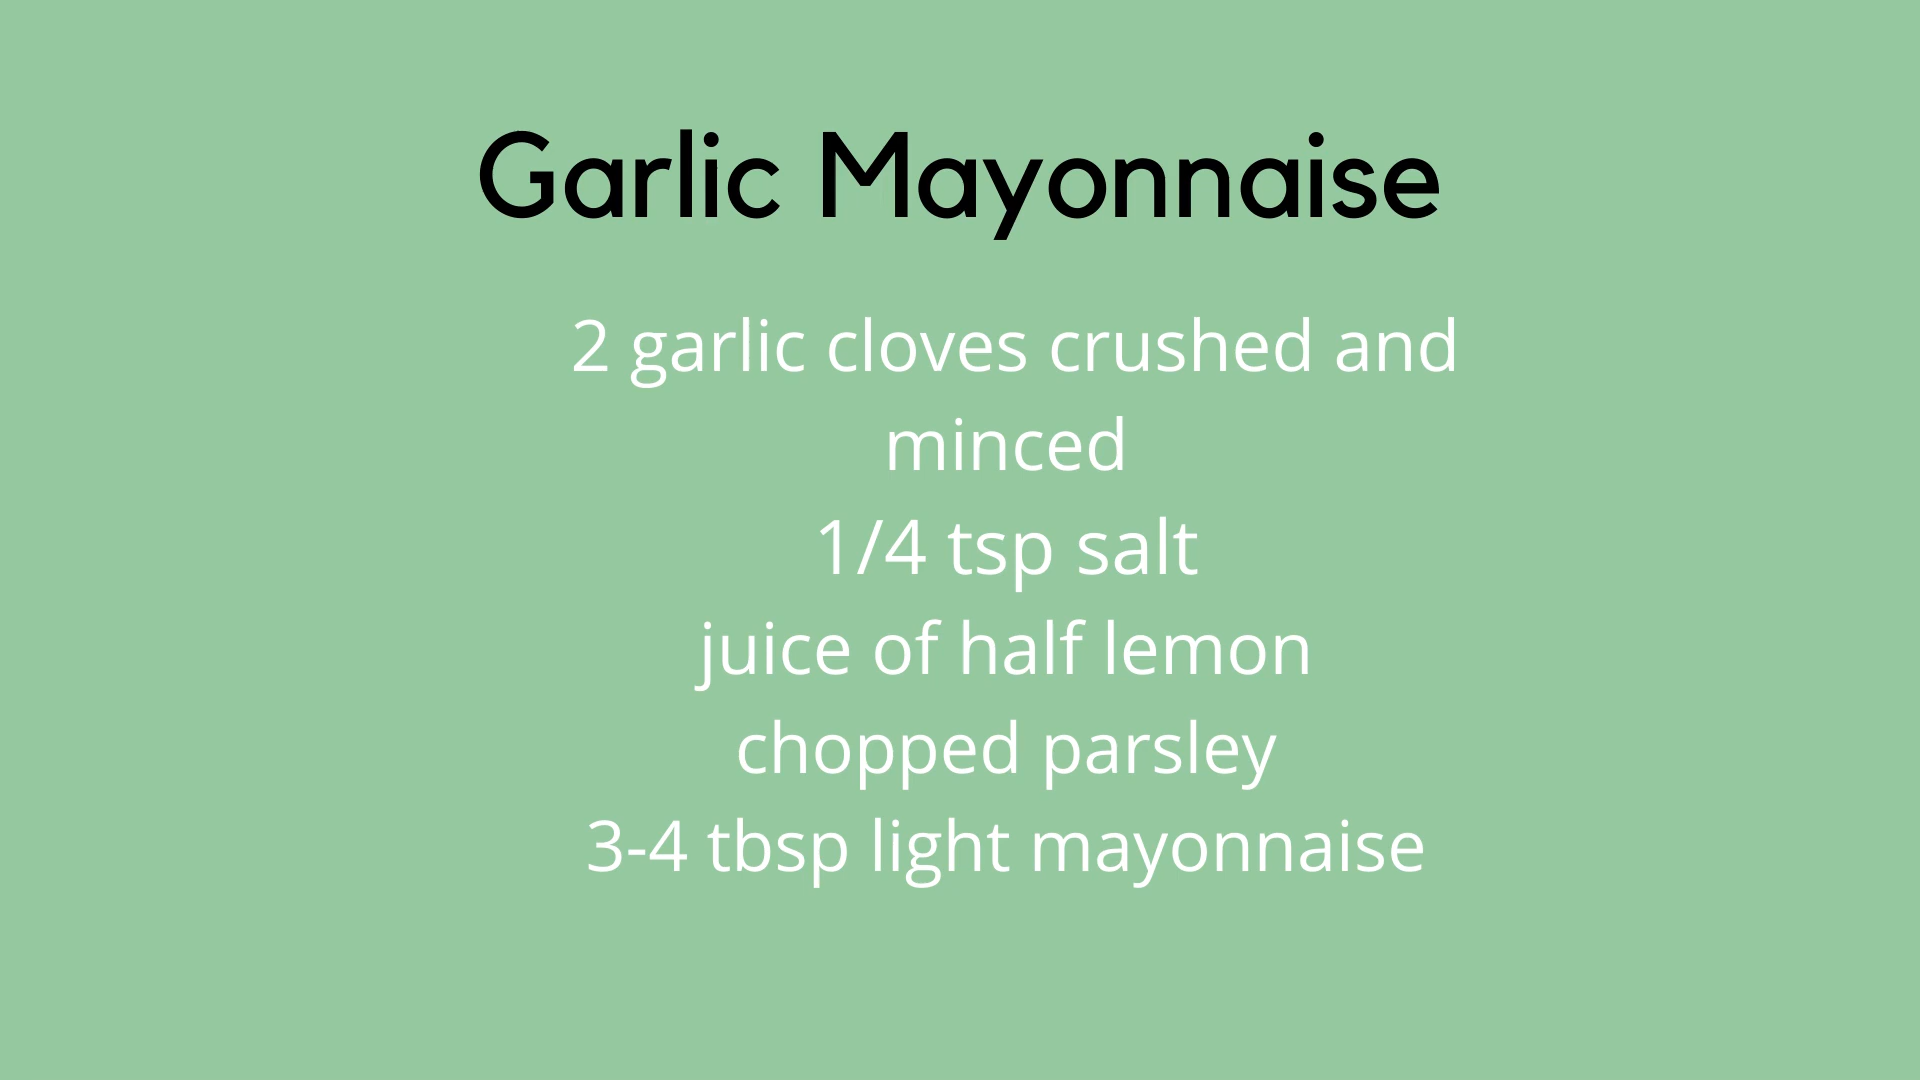 Garlic Mayonnaise
2 garlic cloves crushed and
minced
1/4 tsp salt
juice of half lemon
chopped parsley
3-4 tbsp light mayonnaise